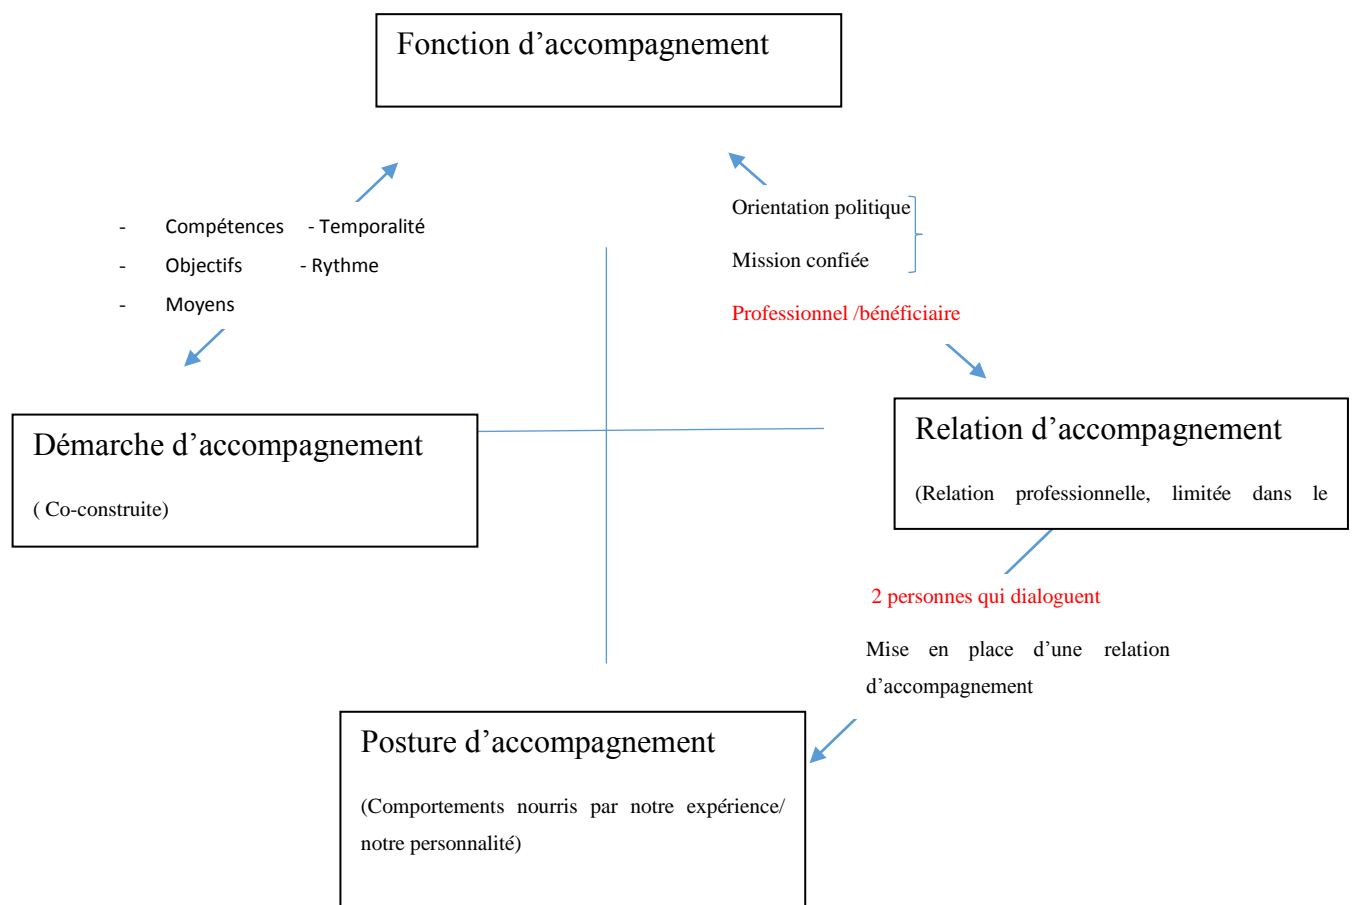 Fonction d’accompagnement
- Compétences - Temporalité
- Objectifs - Rythme
- Moyens
Orientation politique
Mission confiée
Professionnel /bénéficiaire
Démarche d’accompagnement
( Co-construite)
Relation d’accompagnement
(Relation professionnelle, limitée dans le
2 personnes qui dialoguent
Mise en place d’une relation
d’accompagnement
Posture d’accompagnement
(Comportements nourris par notre expérience/
notre personnalité)